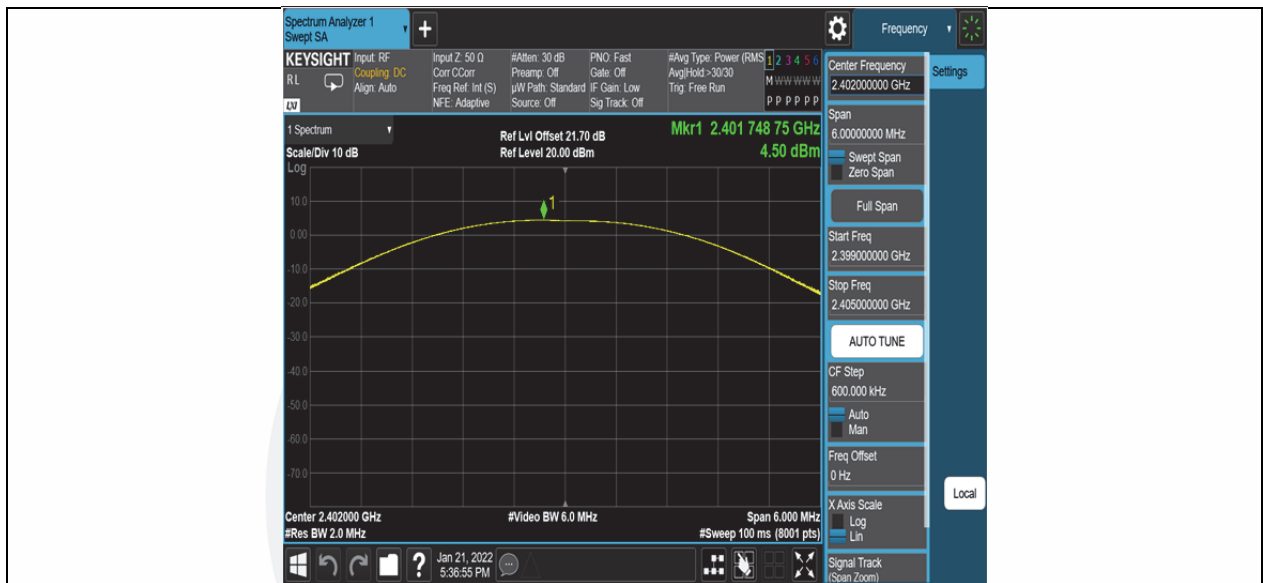 Spectrum Analyzer 1
Swept SA
+
Frequency
KEYSIGHT
RL
LXI
Input: RF
Coupling: DC
Align: Auto
Input Z: 50 Ω
Corr CCorr
Freq Ref: Int (S)
NFE: Adaptive
#Atten: 30 dB
Preamp: Off
µW Path: Standard
Source: Off
PNO: Fast
Gate: Off
IF Gain: Low
Sig Track: Off
#Avg Type: Power (RMS
Avg|Hold:>30/30
Trig: Free Run
1 2 3 4 5 6
M W W W W W
P P P P P P
1 Spectrum
Scale/Div 10 dB
Ref Lvl Offset 21.70 dB
Ref Level 20.00 dBm
Mkr1 2.401 748 75 GHz
4.50 dBm
Log
10.0
0.00
-10.0
-20.0
-30.0
-40.0
-50.0
-60.0
-70.0
1
Center 2.402000 GHz
#Res BW 2.0 MHz
#Video BW 6.0 MHz
Span 6.000 MHz
#Sweep 100 ms (8001 pts)
Jan 21, 2022
5:36:55 PM
Center Frequency
2.402000000 GHz
Span
6.00000000 MHz
Swept Span
Zero Span
Full Span
Start Freq
2.399000000 GHz
Stop Freq
2.405000000 GHz
AUTO TUNE
CF Step
600.000 kHz
Auto
Man
Freq Offset
0 Hz
X Axis Scale
Log
Lin
Signal Track
(Span Zoom)
Settings
Local